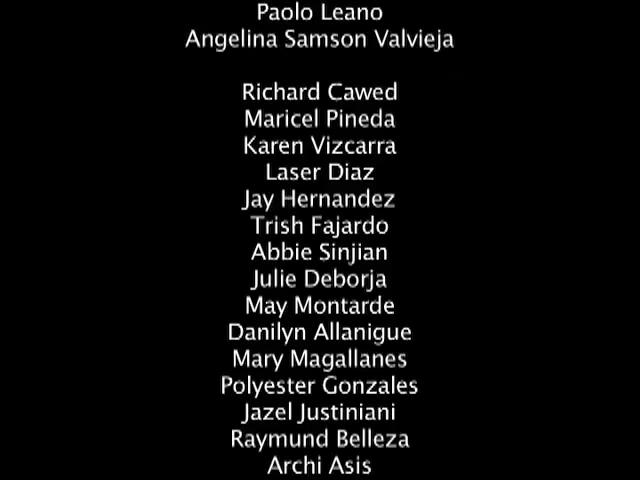 Paolo Leano
Angelina Samson Valvieja
Richard Cawed
Maricel Pineda
Karen Vizcarra
Laser Diaz
Jay Hernandez
Trish Fajardo
Abbie Sinjian
Julie Deborja
May Montarde
Danilyn Allanigue
Mary Magallanes
Polyester Gonzales
Jazel Justiniani
Raymund Belleza
Archi Asis